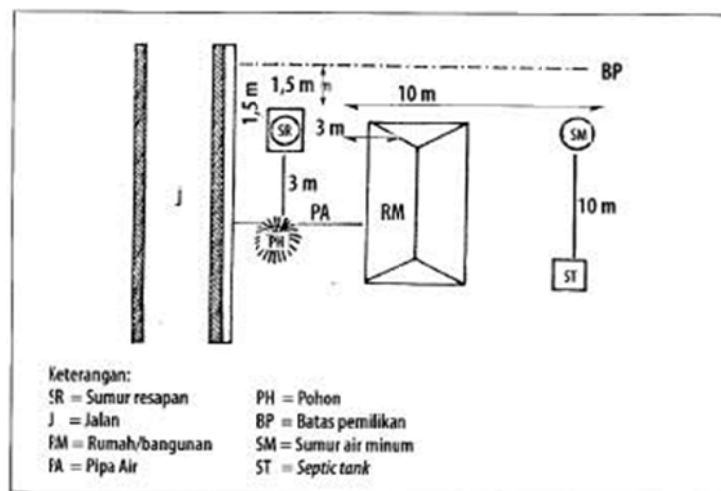 BP
1,5 m
10 m
1,5 m
SR
3 m
SM
3 m
J
PA
RM
10 m
PH
ST
Keterangan:
SR = Sumur resapan
J = Jalan
RM = Rumah/bangunan
PA = Pipa Air
PH = Pohon
BP = Batas pemilikan
SM = Sumur air minum
ST = Septic tank